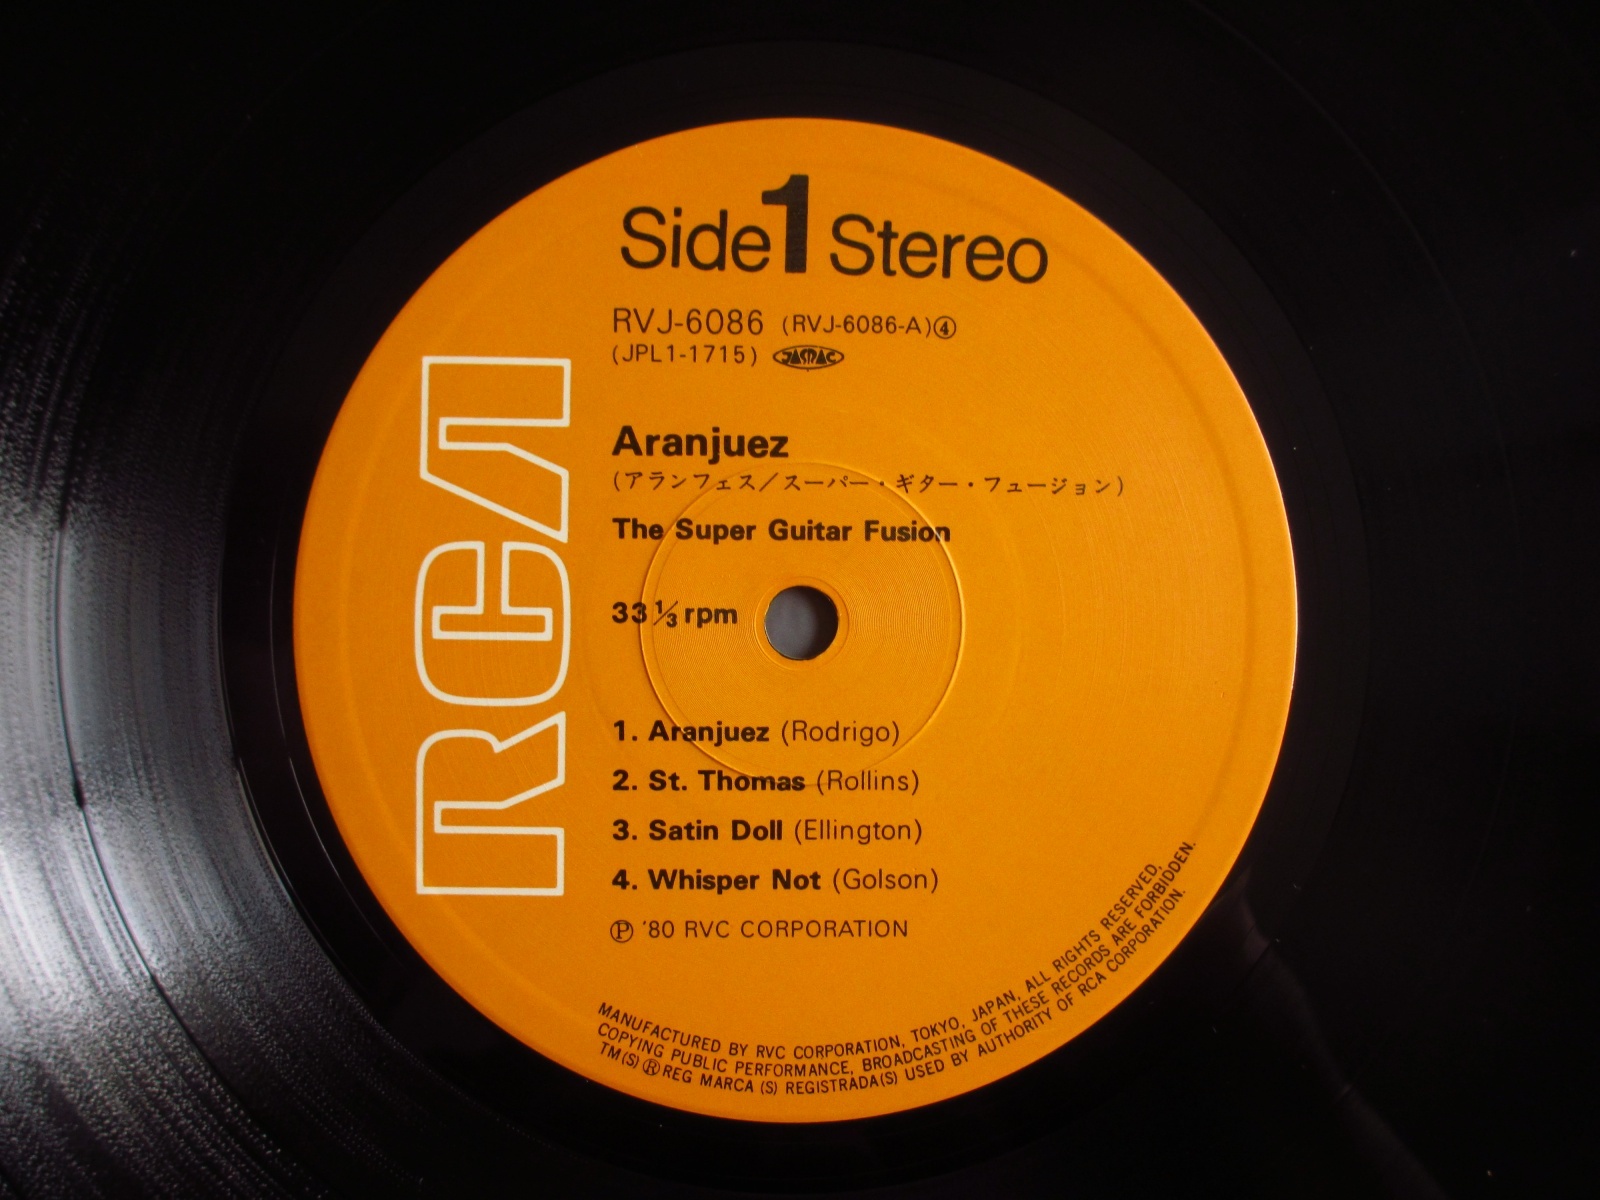 Side 1 Stereo
RVJ-6086 (RVJ-6086-A)④
(JPL1-1715) JASRAC
RCA
Aranjuez
(アランフェス/スーパー・ギター・フュージョン)
The Super Guitar Fusion
33 1/3 rpm
1. Aranjuez (Rodrigo)
2. St. Thomas (Rollins)
3. Satin Doll (Ellington)
4. Whisper Not (Golson)
Ⓟ '80 RVC CORPORATION
MANUFACTURED BY RVC CORPORATION, TOKYO, JAPAN, ALL RIGHTS RESERVED,
COPYING PUBLIC PERFORMANCE, BROADCASTING OF THESE RECORDS ARE FORBIDDEN.
TM(S) ® REG MARCA (S) REGISTRADA(S) USED BY AUTHORITY OF RCA CORPORATION.